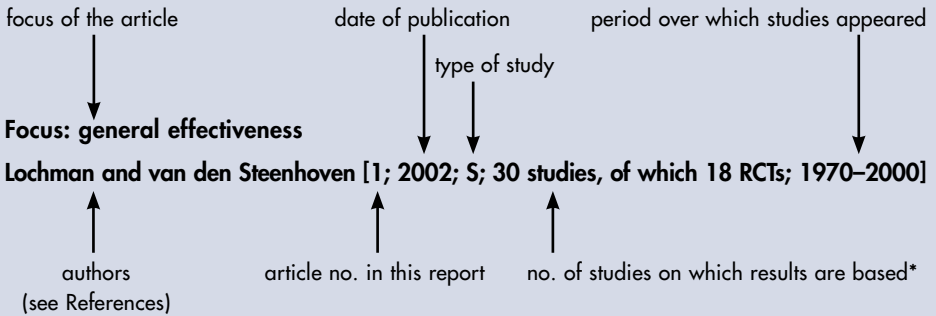 focus of the article date of publication period over which studies appeared
type of study
Focus: general effectiveness
Lochman and van den Steenhoven [1; 2002; S; 30 studies, of which 18 RCTs; 1970–2000]
authors article no. in this report no. of studies on which results are based*
(see References)